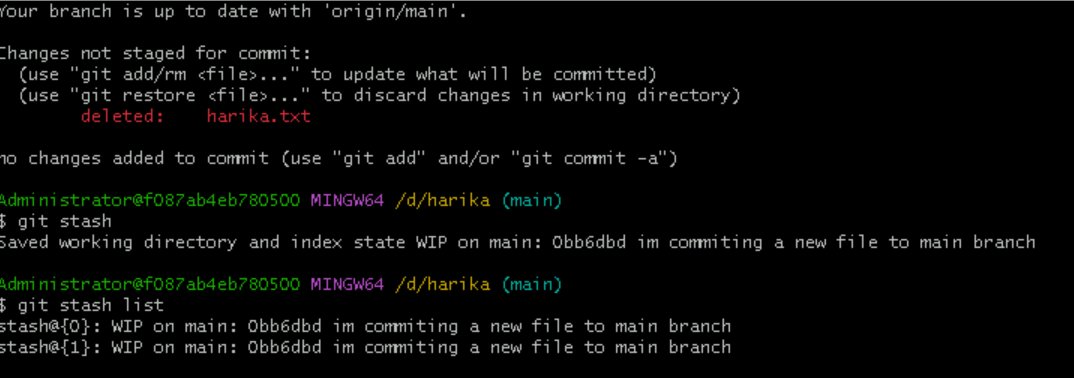 Your branch is up to date with 'origin/main'.
Changes not staged for commit:
(use "git add/rm <file>..." to update what will be committed)
(use "git restore <file>..." to discard changes in working directory)
deleted: harika.txt
no changes added to commit (use "git add" and/or "git commit -a")
Administrator@f087ab4eb780500 MINGW64 /d/harika (main)
$ git stash
Saved working directory and index state WIP on main: 0bb6dbd im commiting a new file to main branch
Administrator@f087ab4eb780500 MINGW64 /d/harika (main)
$ git stash list
stash@{0}: WIP on main: 0bb6dbd im commiting a new file to main branch
stash@{1}: WIP on main: 0bb6dbd im commiting a new file to main branch